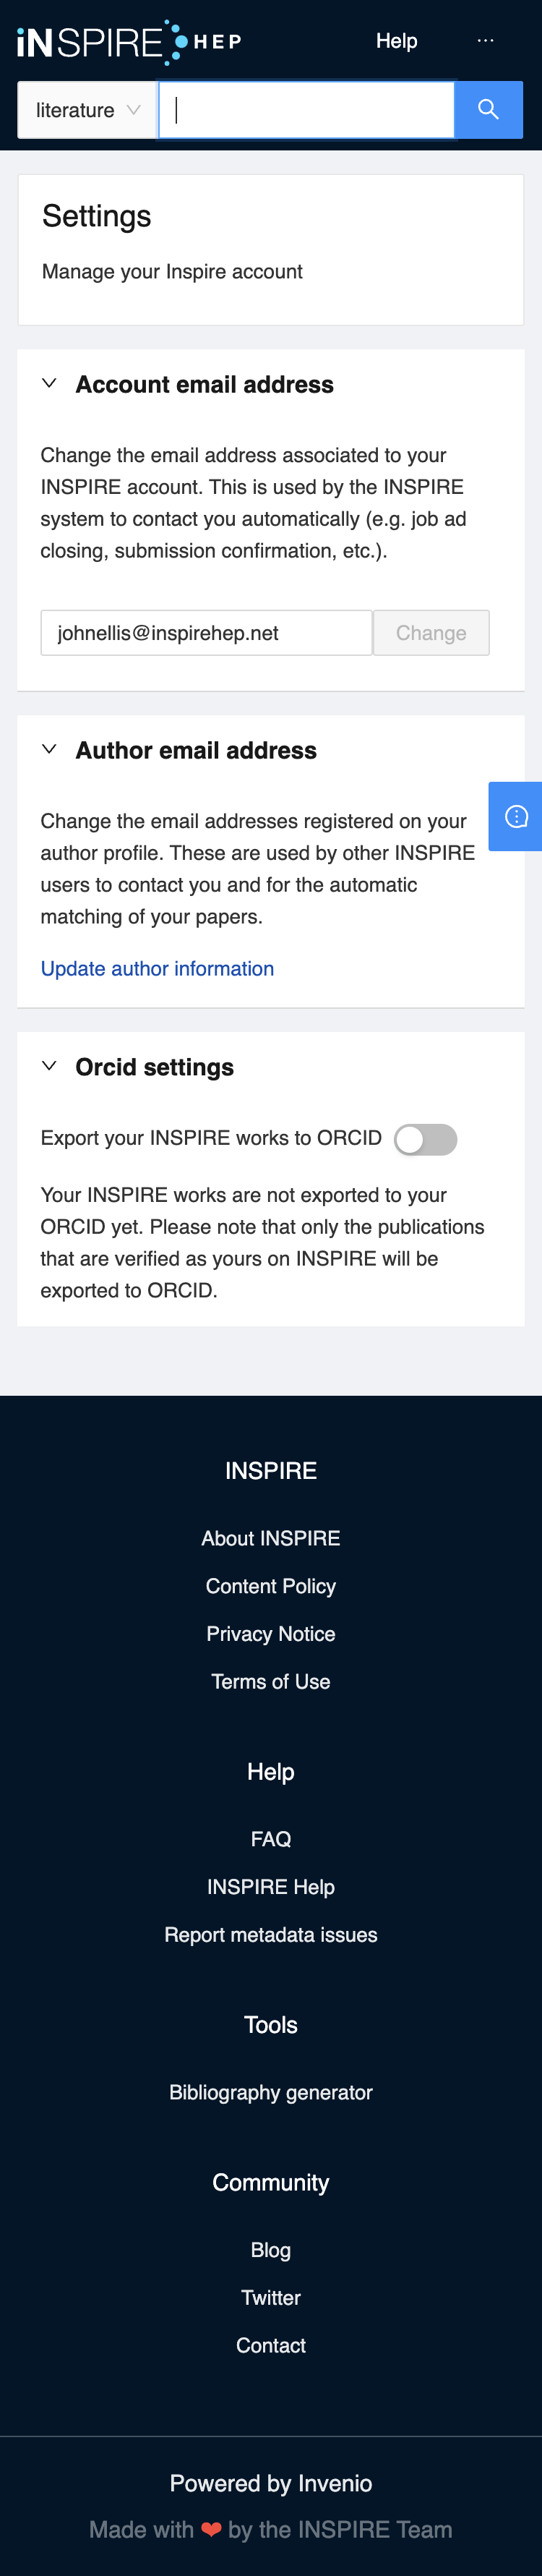 iNSPIRE HEP
Help
···
literature
Settings
Manage your Inspire account
Account email address
Change the email address associated to your
INSPIRE account. This is used by the INSPIRE
system to contact you automatically (e.g. job ad
closing, submission confirmation, etc.).
johnellis@inspirehep.net
Change
Author email address
Change the email addresses registered on your
author profile. These are used by other INSPIRE
users to contact you and for the automatic
matching of your papers.
Update author information
Orcid settings
Export your INSPIRE works to ORCID
Your INSPIRE works are not exported to your
ORCID yet. Please note that only the publications
that are verified as yours on INSPIRE will be
exported to ORCID.
INSPIRE
About INSPIRE
Content Policy
Privacy Notice
Terms of Use
Help
FAQ
INSPIRE Help
Report metadata issues
Tools
Bibliography generator
Community
Blog
Twitter
Contact
Powered by Invenio
Made with ❤ by the INSPIRE Team